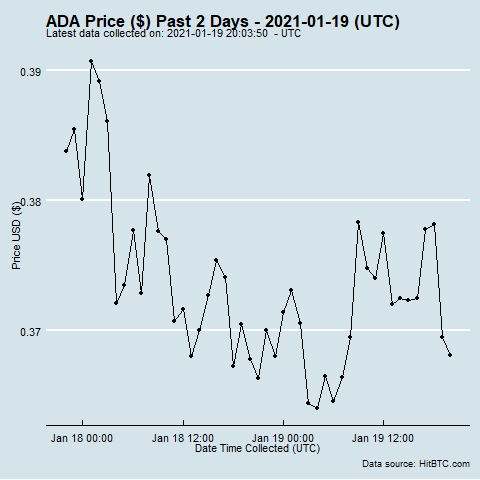 ADA Price ($) Past 2 Days - 2021-01-19 (UTC)
Latest data collected on: 2021-01-19 20:03:50 - UTC
0.39
0.38
0.37
Price USD ($)
Jan 18 00:00 Jan 18 12:00 Jan 19 00:00 Jan 19 12:00
Date Time Collected (UTC)
Data source: HitBTC.com